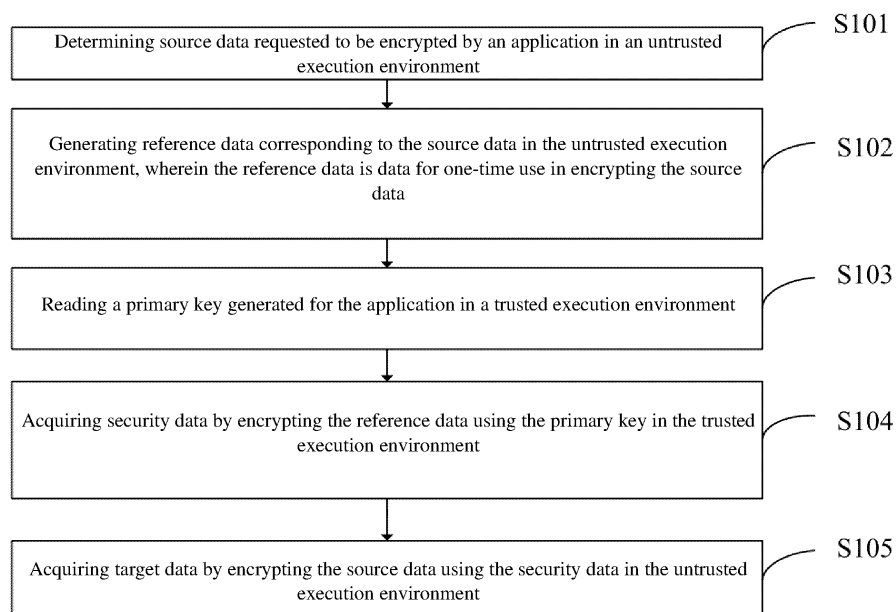 S101
Determining source data requested to be encrypted by an application in an untrusted
execution environment
Generating reference data corresponding to the source data in the untrusted execution
environment, wherein the reference data is data for one-time use in encrypting the source
data
S102
Reading a primary key generated for the application in a trusted execution environment
S103
Acquiring security data by encrypting the reference data using the primary key in the trusted
execution environment
S104
Acquiring target data by encrypting the source data using the security data in the untrusted
execution environment
S105